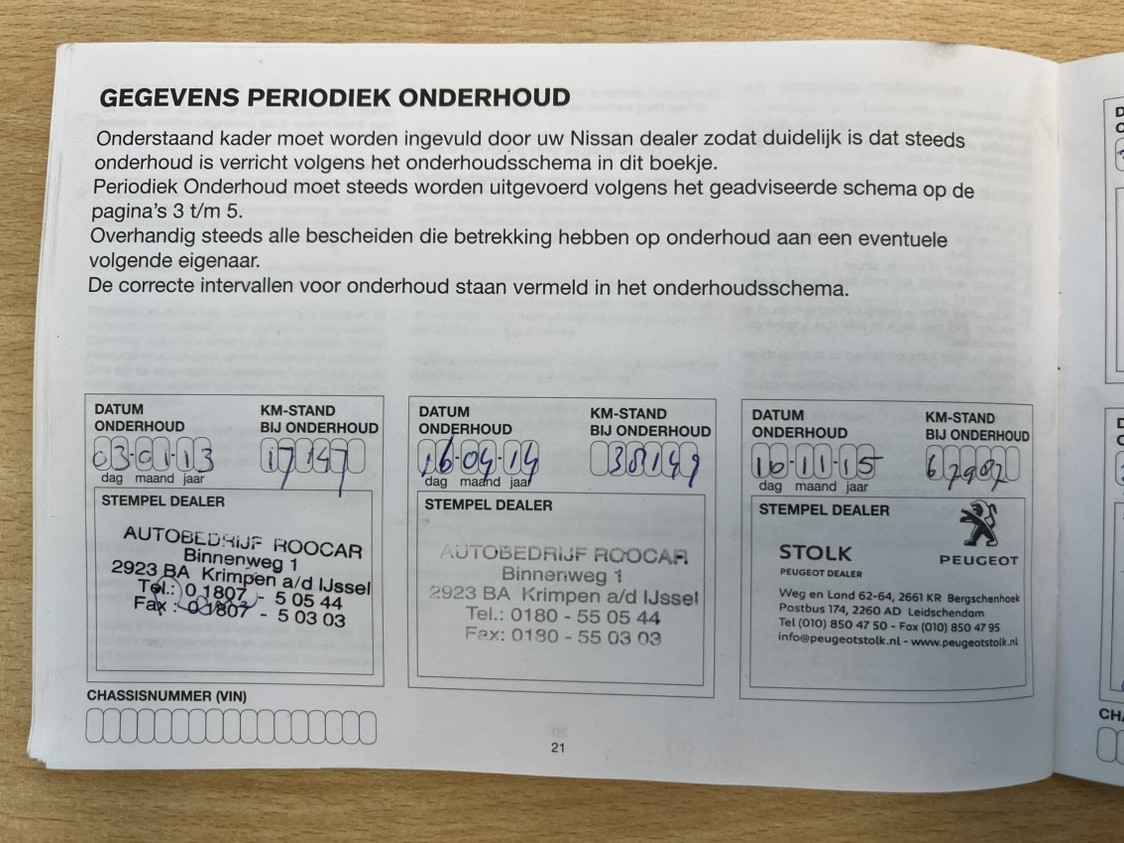 GEGEVENS PERIODIEK ONDERHOUD
Onderstaand kader moet worden ingevuld door uw Nissan dealer zodat duidelijk is dat steeds
onderhoud is verricht volgens het onderhoudsschema in dit boekje.
Periodiek Onderhoud moet steeds worden uitgevoerd volgens het geadviseerde schema op de
pagina's 3 t/m 5.
Overhandig steeds alle bescheiden die betrekking hebben op onderhoud aan een eventuele
volgende eigenaar.
De correcte intervallen voor onderhoud staan vermeld in het onderhoudsschema.
DATUM
ONDERHOUD
KM-STAND
BIJ ONDERHOUD
03-01-13
17147
dag maand jaar
STEMPEL DEALER
AUTOBEDRIJF ROOCAR
Binnenweg 1
2923 BA Krimpen a/d IJssel
Tel.: 0 1807 - 5 05 44
Fax : 0 1807 - 5 03 03
CHASSISNUMMER (VIN)
DATUM
ONDERHOUD
KM-STAND
BIJ ONDERHOUD
16-04-14
38149
dag maand jaar
STEMPEL DEALER
AUTOBEDRIJF ROOCAR
Binnenweg 1
2923 BA Krimpen a/d IJssel
Tel.: 0180 - 55 05 44
Fax: 0180 - 55 03 03
DATUM
ONDERHOUD
KM-STAND
BIJ ONDERHOUD
10-11-15
dag maand jaar
STEMPEL DEALER
STOLK
PEUGEOT DEALER
PEUGEOT
Weg en Land 62-64, 2661 KR Bergschenhoek
Postbus 174, 2260 AD Leidschendam
Tel (010) 850 47 50 - Fax (010) 850 47 95
info@peugeotstolk.nl - www.peugeotstolk.nl
21